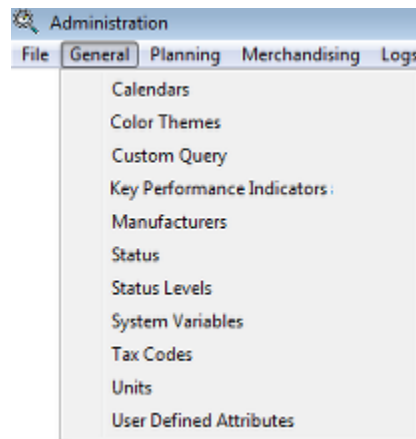 Administration
File General Planning Merchandising Logs
Calendars
Color Themes
Custom Query
Key Performance Indicators
Manufacturers
Status
Status Levels
System Variables
Tax Codes
Units
User Defined Attributes